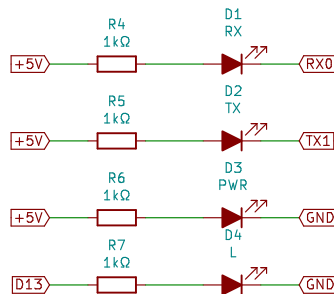 R4
1kΩ
D1
RX
+5V
RX0
R5
1kΩ
D2
TX
+5V
TX1
R6
1kΩ
D3
PWR
+5V
GND
R7
1kΩ
D4
L
D13
GND